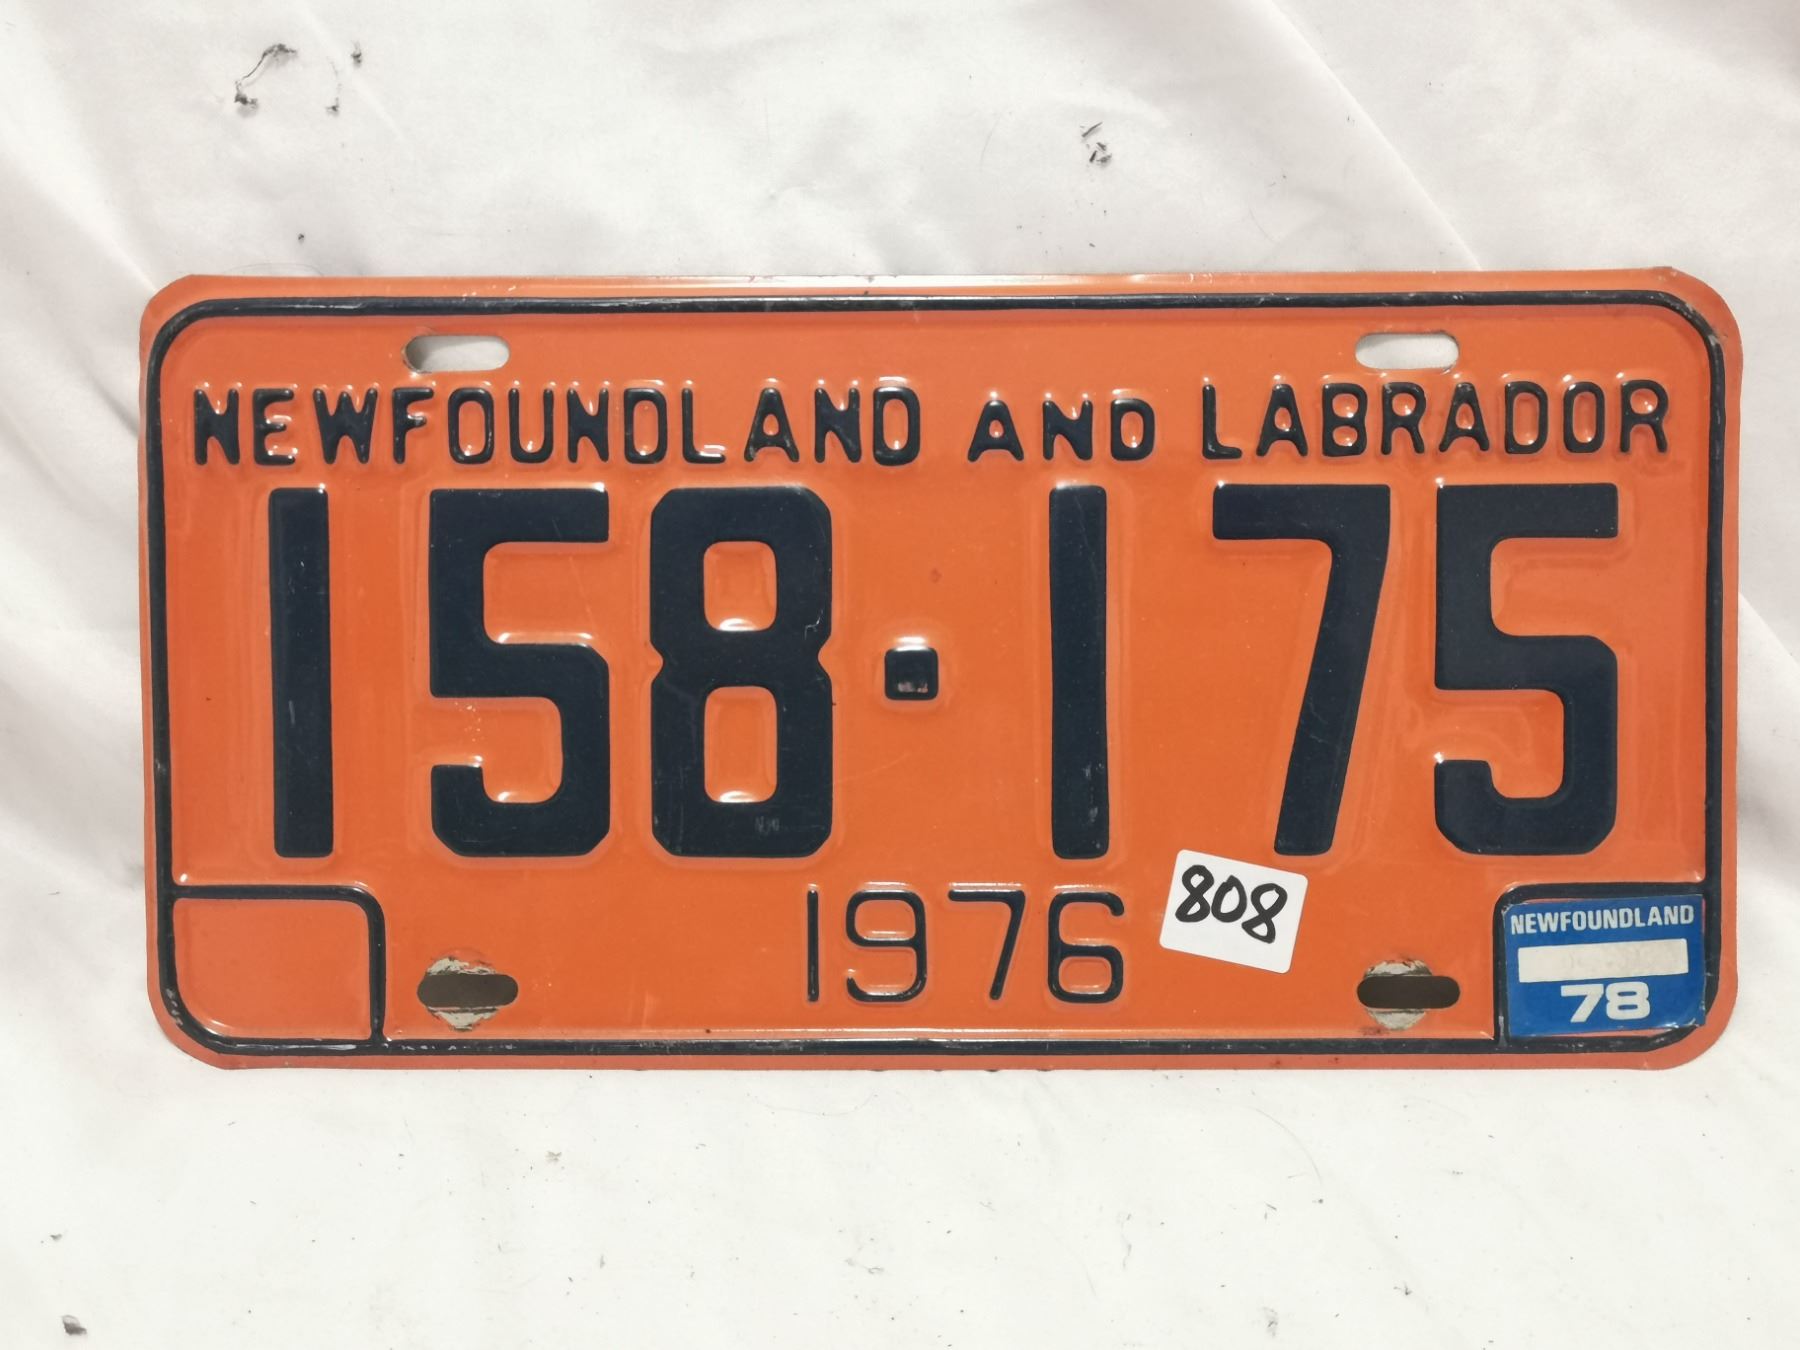 NEWFOUNDLAND AND LABRADOR
158·175
1976
808
NEWFOUNDLAND
78